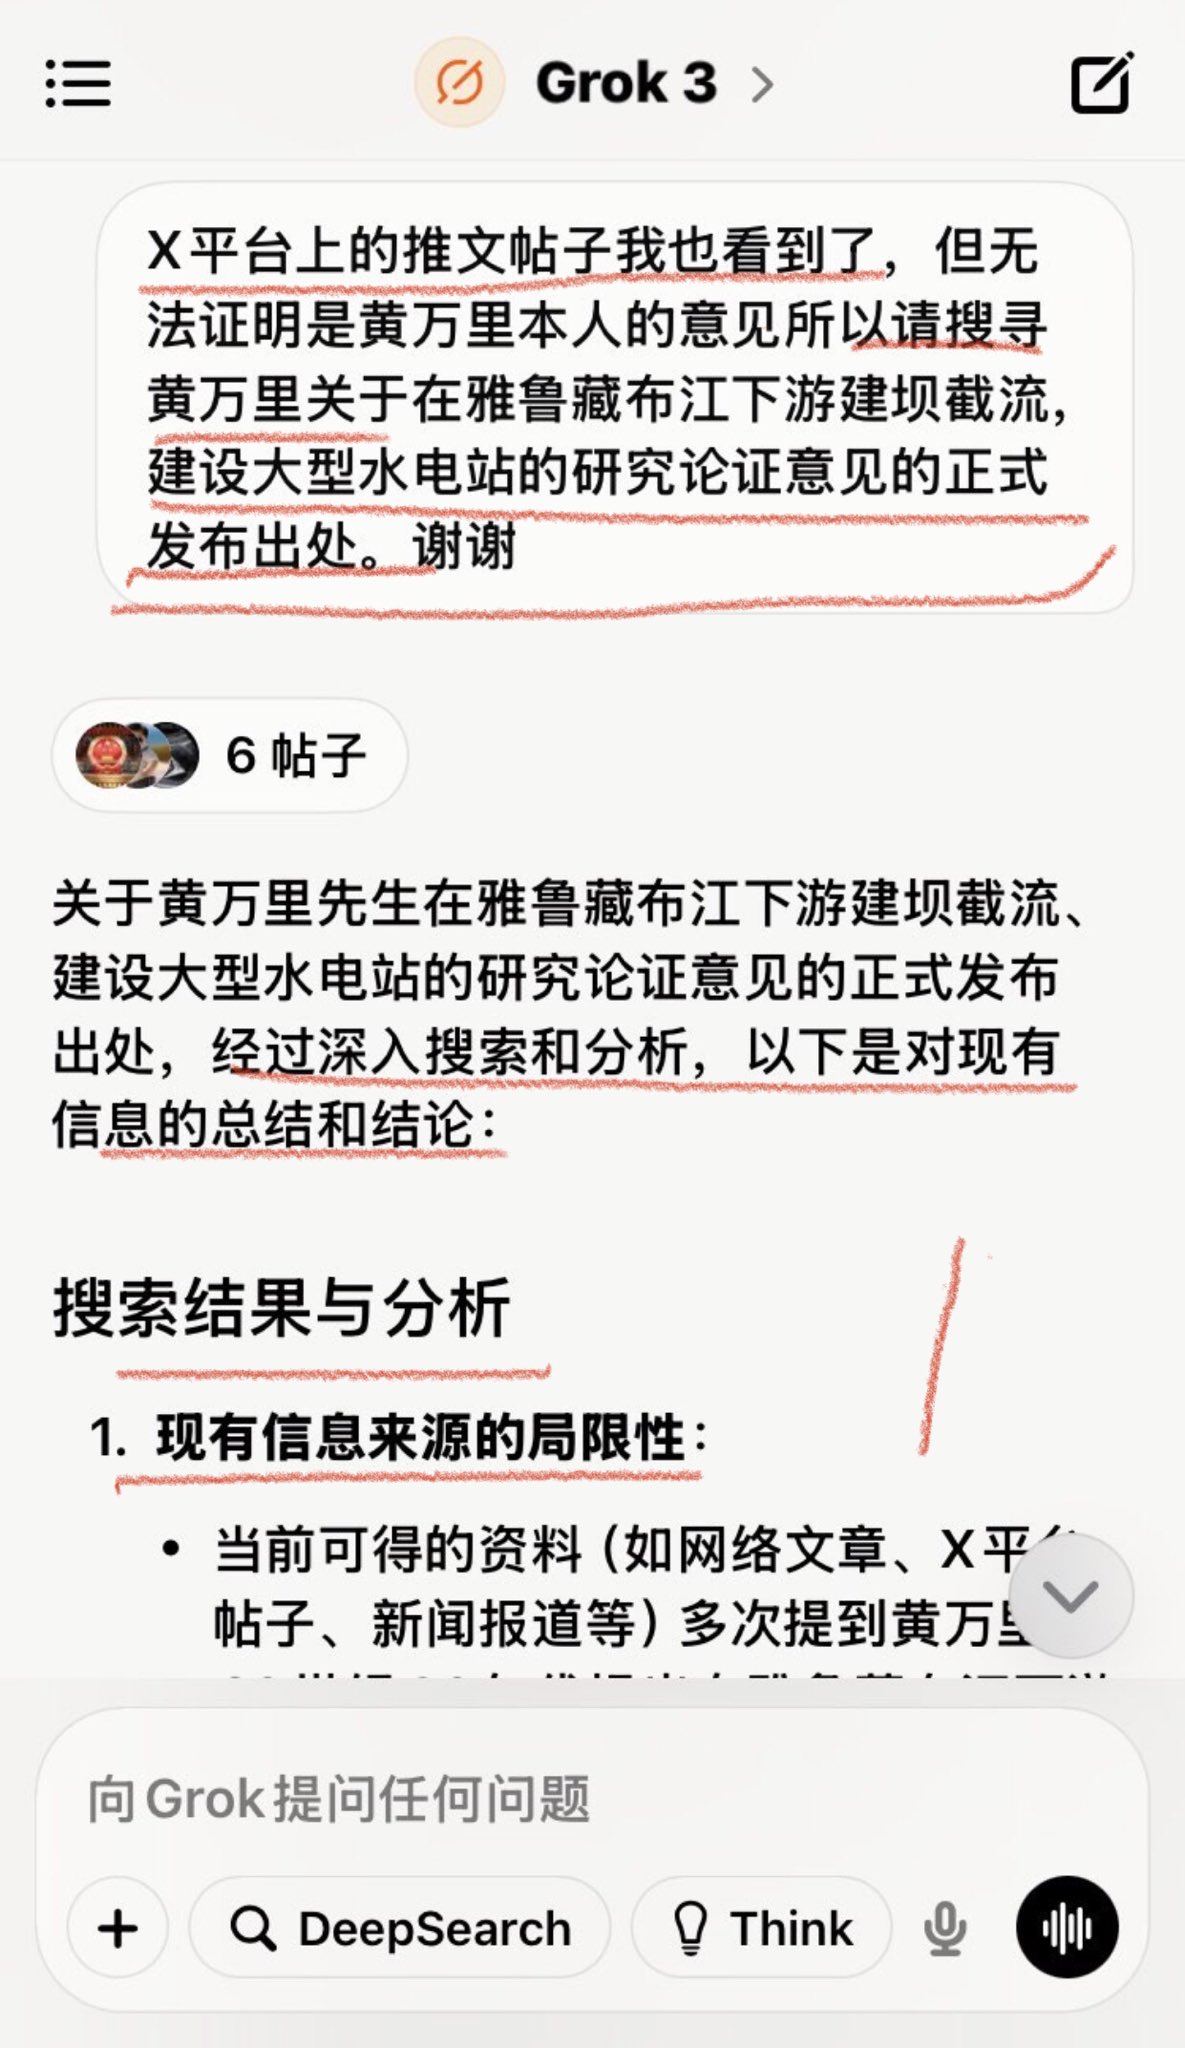 Grok 3
X平台上的推文帖子我也看到了，但无
法证明是黄万里本人的意见所以请搜寻
黄万里关于在雅鲁藏布江下游建坝截流，
建设大型水电站的研究论证意见的正式
发布出处。谢谢
6 帖子
关于黄万里先生在雅鲁藏布江下游建坝截流、
建设大型水电站的研究论证意见的正式发布
出处，经过深入搜索和分析，以下是对现有
信息的总结和结论：
搜索结果与分析
1. 现有信息来源的局限性：
• 当前可得的资料（如网络文章、X平台
帖子、新闻报道等）多次提到黄万里
向Grok提问任何问题
DeepSearch
Think